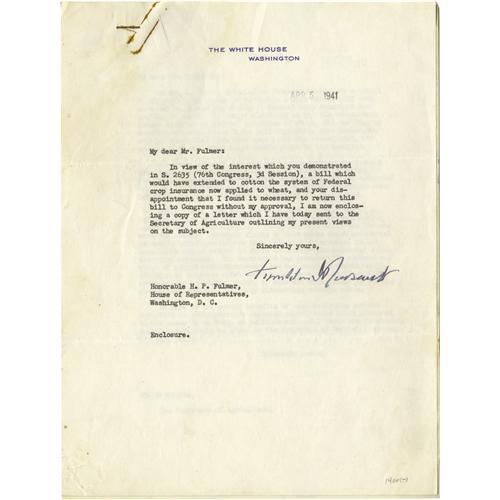 THE WHITE HOUSE
WASHINGTON
APR 5 1941
My dear Mr. Fulmer:
In view of the interest which you demonstrated
in S. 2635 (76th Congress, 3d Session), a bill which
would have extended to cotton the system of Federal
crop insurance now applied to wheat, and your dis-
appointment that I found it necessary to return this
bill to Congress without my approval, I am now enclos-
ing a copy of a letter which I have today sent to the
Secretary of Agriculture outlining my present views
on the subject.
Sincerely yours,
Franklin D Roosevelt
Honorable H. P. Fulmer,
House of Representatives,
Washington, D. C.
Enclosure.